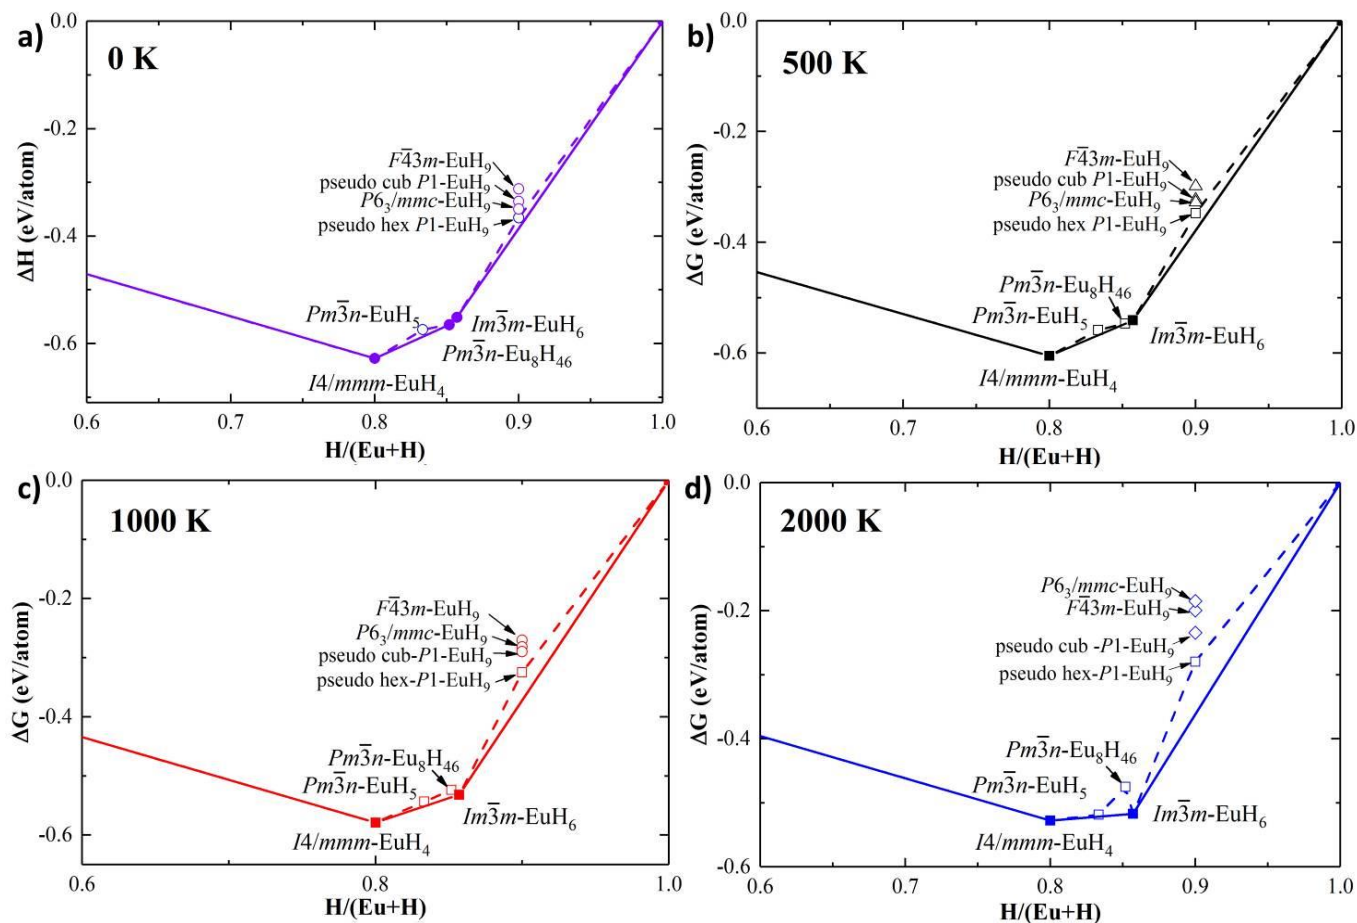 a)
0 K
0.0
-0.2
-0.4
-0.6
ΔH (eV/atom)
F4̅3m-EuH₉
pseudo cub P1-EuH₉
P6₃/mmc-EuH₉
pseudo hex P1-EuH₉
Pm3̅n-EuH₅
Im3̅m-EuH₆
Pm3̅n-Eu₈H₄₆
I4/mmm-EuH₄
0.6 0.7 0.8 0.9 1.0
H/(Eu+H)
b)
500 K
0.0
-0.2
-0.4
-0.6
ΔG (eV/atom)
F4̅3m-EuH₉
pseudo cub P1-EuH₉
P6₃/mmc-EuH₉
pseudo hex P1-EuH₉
Pm3̅n-Eu₈H₄₆
Pm3̅n-EuH₅
Im3̅m-EuH₆
I4/mmm-EuH₄
0.6 0.7 0.8 0.9 1.0
H/(Eu+H)
c)
1000 K
0.0
-0.2
-0.4
-0.6
ΔG (eV/atom)
F4̅3m-EuH₉
P6₃/mmc-EuH₉
pseudo cub-P1-EuH₉
pseudo hex-P1-EuH₉
Pm3̅n-Eu₈H₄₆
Pm3̅n-EuH₅
Im3̅m-EuH₆
I4/mmm-EuH₄
0.6 0.8 1.0
H/(Eu+H)
d)
2000 K
0.0
-0.2
-0.4
-0.6
ΔG (eV/atom)
P6₃/mmc-EuH₉
F4̅3m-EuH₉
pseudo cub -P1-EuH₉
pseudo hex-P1-EuH₉
Pm3̅n-Eu₈H₄₆
Pm3̅n-EuH₅
Im3̅m-EuH₆
I4/mmm-EuH₄
0.6 0.7 0.8 0.9 1.0
H/(Eu+H)